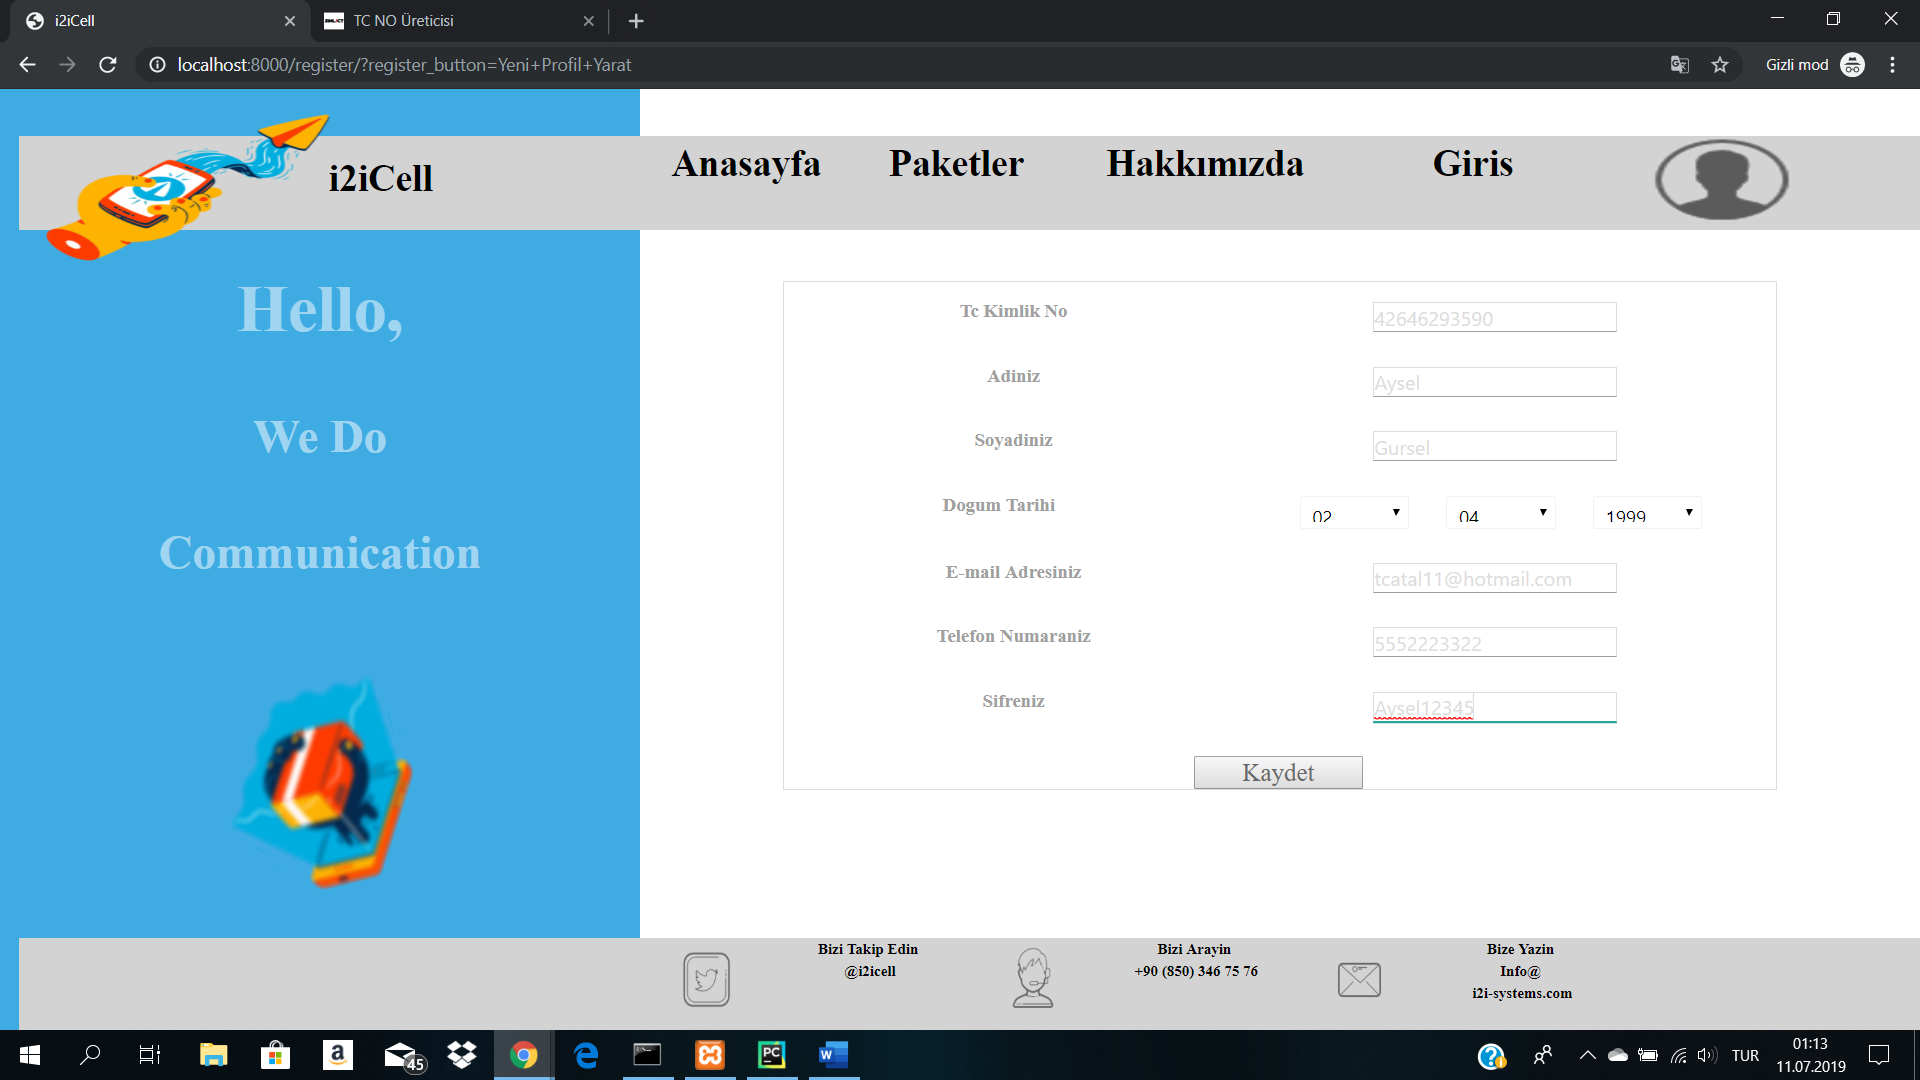 i2iCell
TC NO Üreticisi
localhost:8000/register/?register_button=Yeni+Profil+Yarat
Gizli mod
i2iCell
Anasayfa
Paketler
Hakkımızda
Giris
Hello,
We Do
Communication
Tc Kimlik No
42646293590
Adiniz
Aysel
Soyadiniz
Gursel
Dogum Tarihi
02
04
1999
E-mail Adresiniz
tcatal11@hotmail.com
Telefon Numaraniz
5552223322
Sifreniz
Aysel12345
Kaydet
Bizi Takip Edin
@i2icell
Bizi Arayin
+90 (850) 346 75 76
Bize Yazin
Info@
i2i-systems.com
45
TUR
01:13
11.07.2019